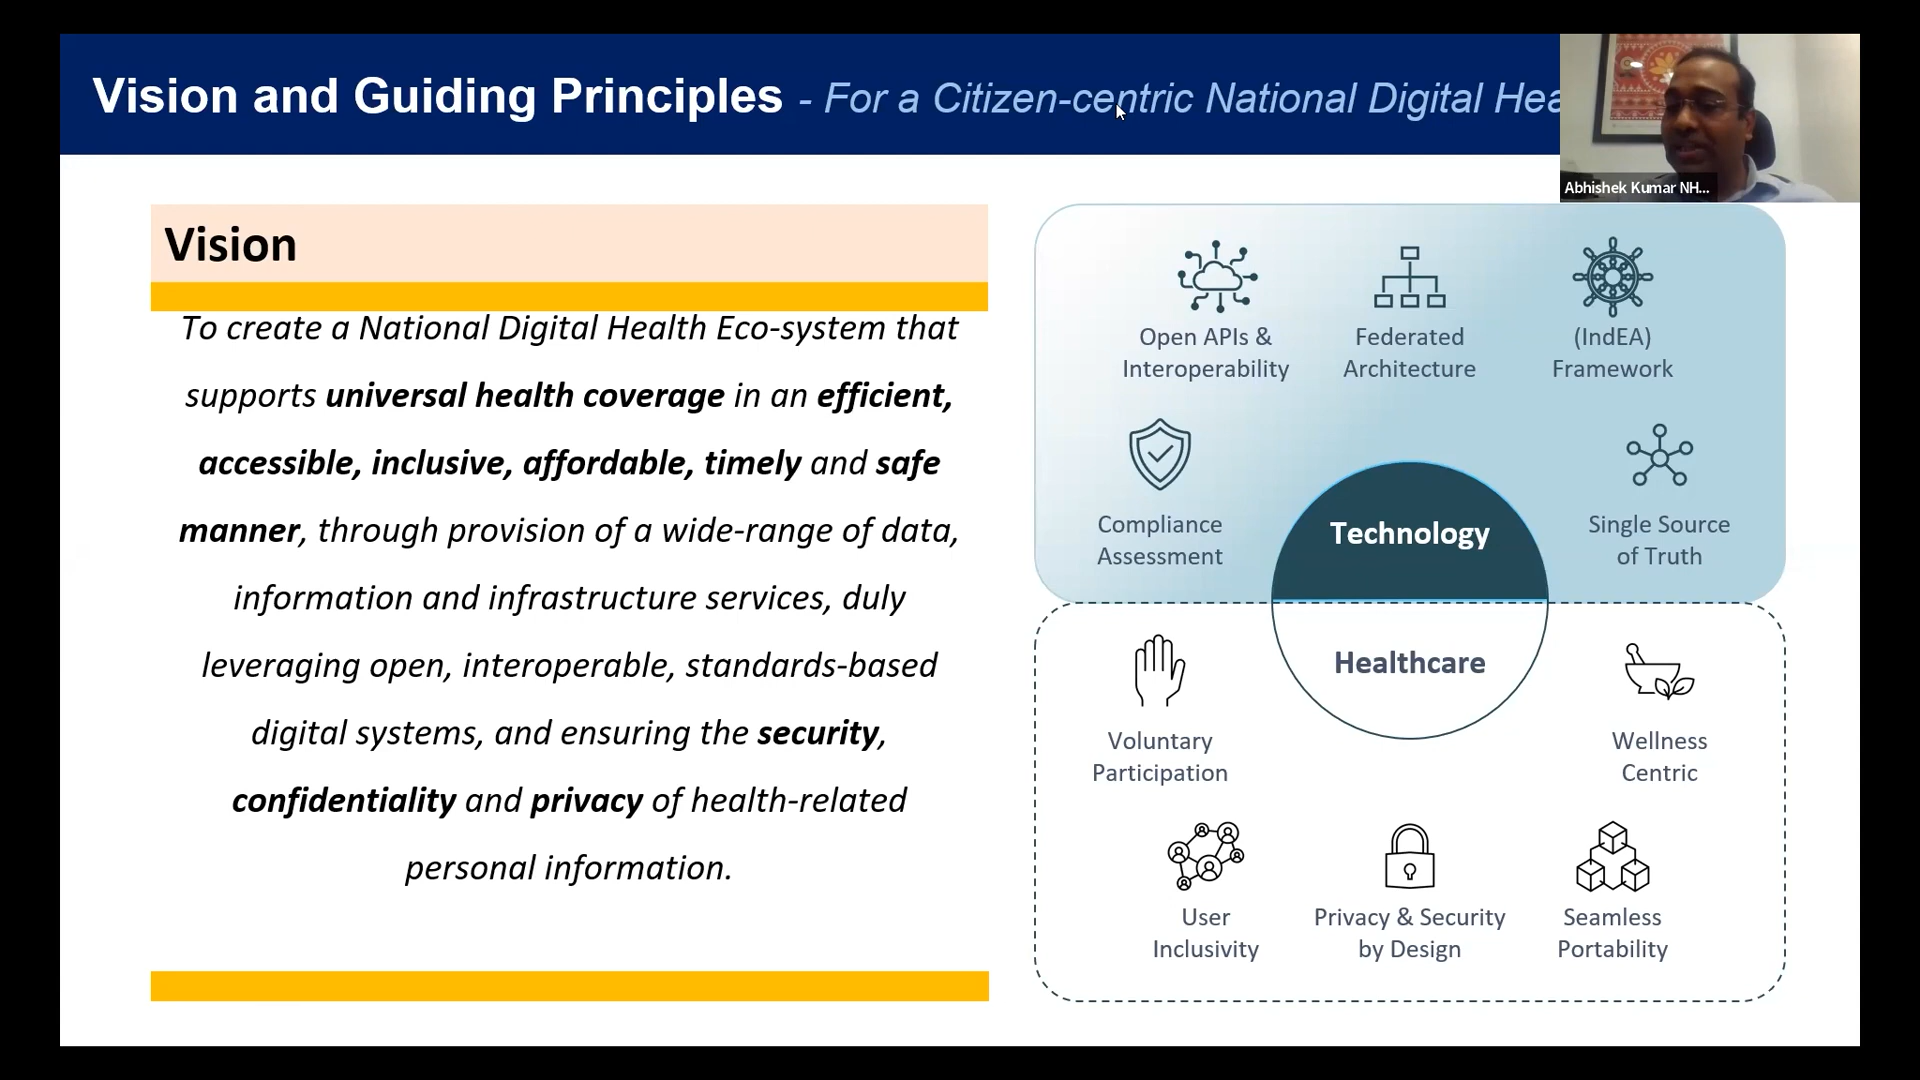 Vision and Guiding Principles - For a Citizen-centric National Digital Hea
Abhishek Kumar NH...
Vision
To create a National Digital Health Eco-system that
supports universal health coverage in an efficient,
accessible, inclusive, affordable, timely and safe
manner, through provision of a wide-range of data,
information and infrastructure services, duly
leveraging open, interoperable, standards-based
digital systems, and ensuring the security,
confidentiality and privacy of health-related
personal information.
Open APIs &
Interoperability
Federated
Architecture
(IndEA)
Framework
Compliance
Assessment
Technology
Single Source
of Truth
Healthcare
Voluntary
Participation
Wellness
Centric
User
Inclusivity
Privacy & Security
by Design
Seamless
Portability